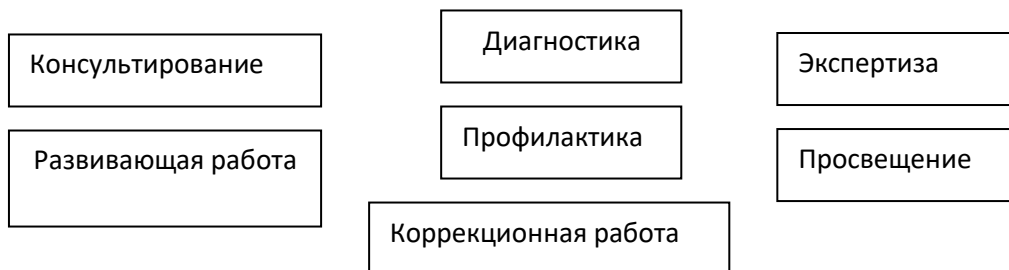 Диагностика
Консультирование
Экспертиза
Профилактика
Развивающая работа
Просвещение
Коррекционная работа